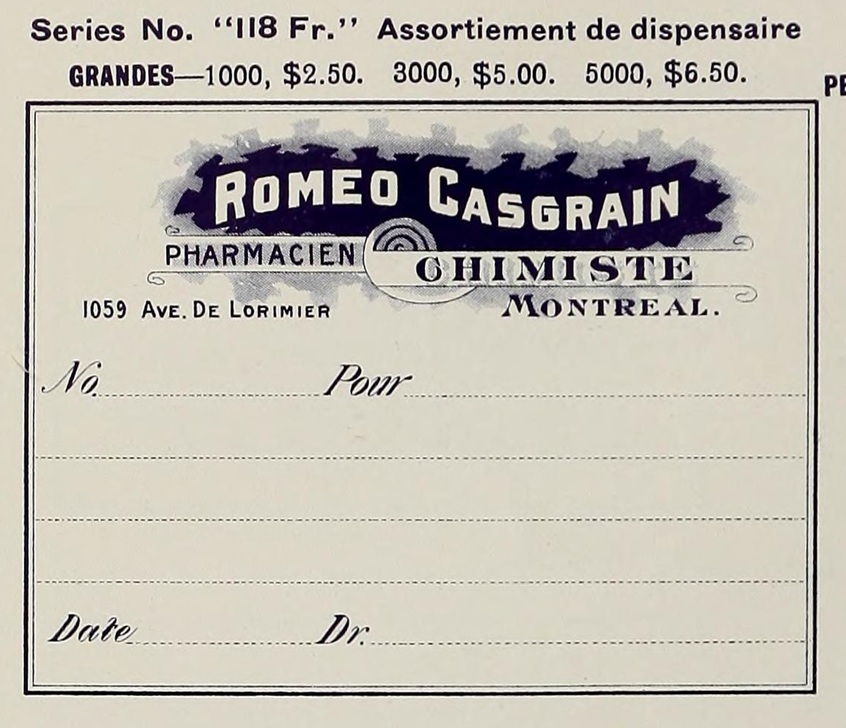 Series No. "118 Fr." Assortiement de dispensaire
GRANDES—1000, $2.50. 3000, $5.00. 5000, $6.50.
PE
ROMEO CASGRAIN
PHARMACIEN CHIMISTE
1059 AVE. DE LORIMIER MONTREAL.
No. Pour
Date Dr.